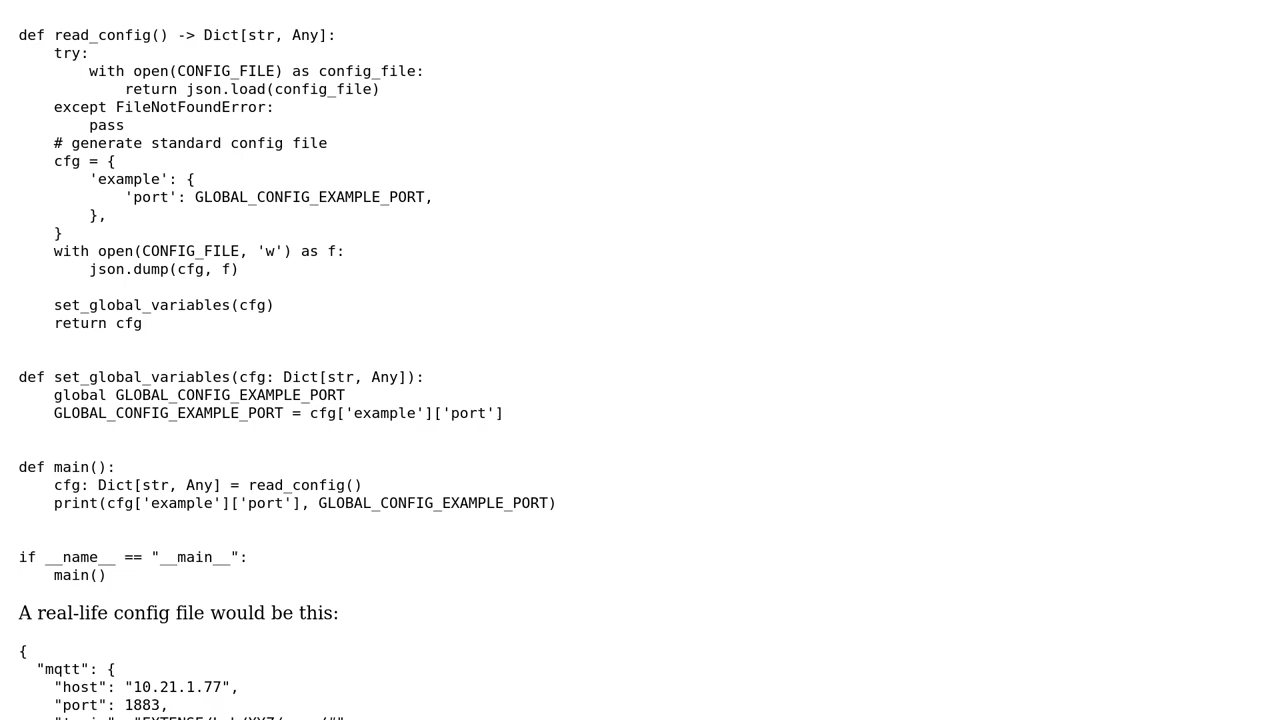 def read_config() -> Dict[str, Any]:
    try:
        with open(CONFIG_FILE) as config_file:
            return json.load(config_file)
    except FileNotFoundError:
        pass
    # generate standard config file
    cfg = {
        'example': {
            'port': GLOBAL_CONFIG_EXAMPLE_PORT,
        },
    }
    with open(CONFIG_FILE, 'w') as f:
        json.dump(cfg, f)

    set_global_variables(cfg)
    return cfg


def set_global_variables(cfg: Dict[str, Any]):
    global GLOBAL_CONFIG_EXAMPLE_PORT
    GLOBAL_CONFIG_EXAMPLE_PORT = cfg['example']['port']


def main():
    cfg: Dict[str, Any] = read_config()
    print(cfg['example']['port'], GLOBAL_CONFIG_EXAMPLE_PORT)


if __name__ == "__main__":
    main()

A real-life config file would be this:

{
  "mqtt": {
    "host": "10.21.1.77",
    "port": 1883,